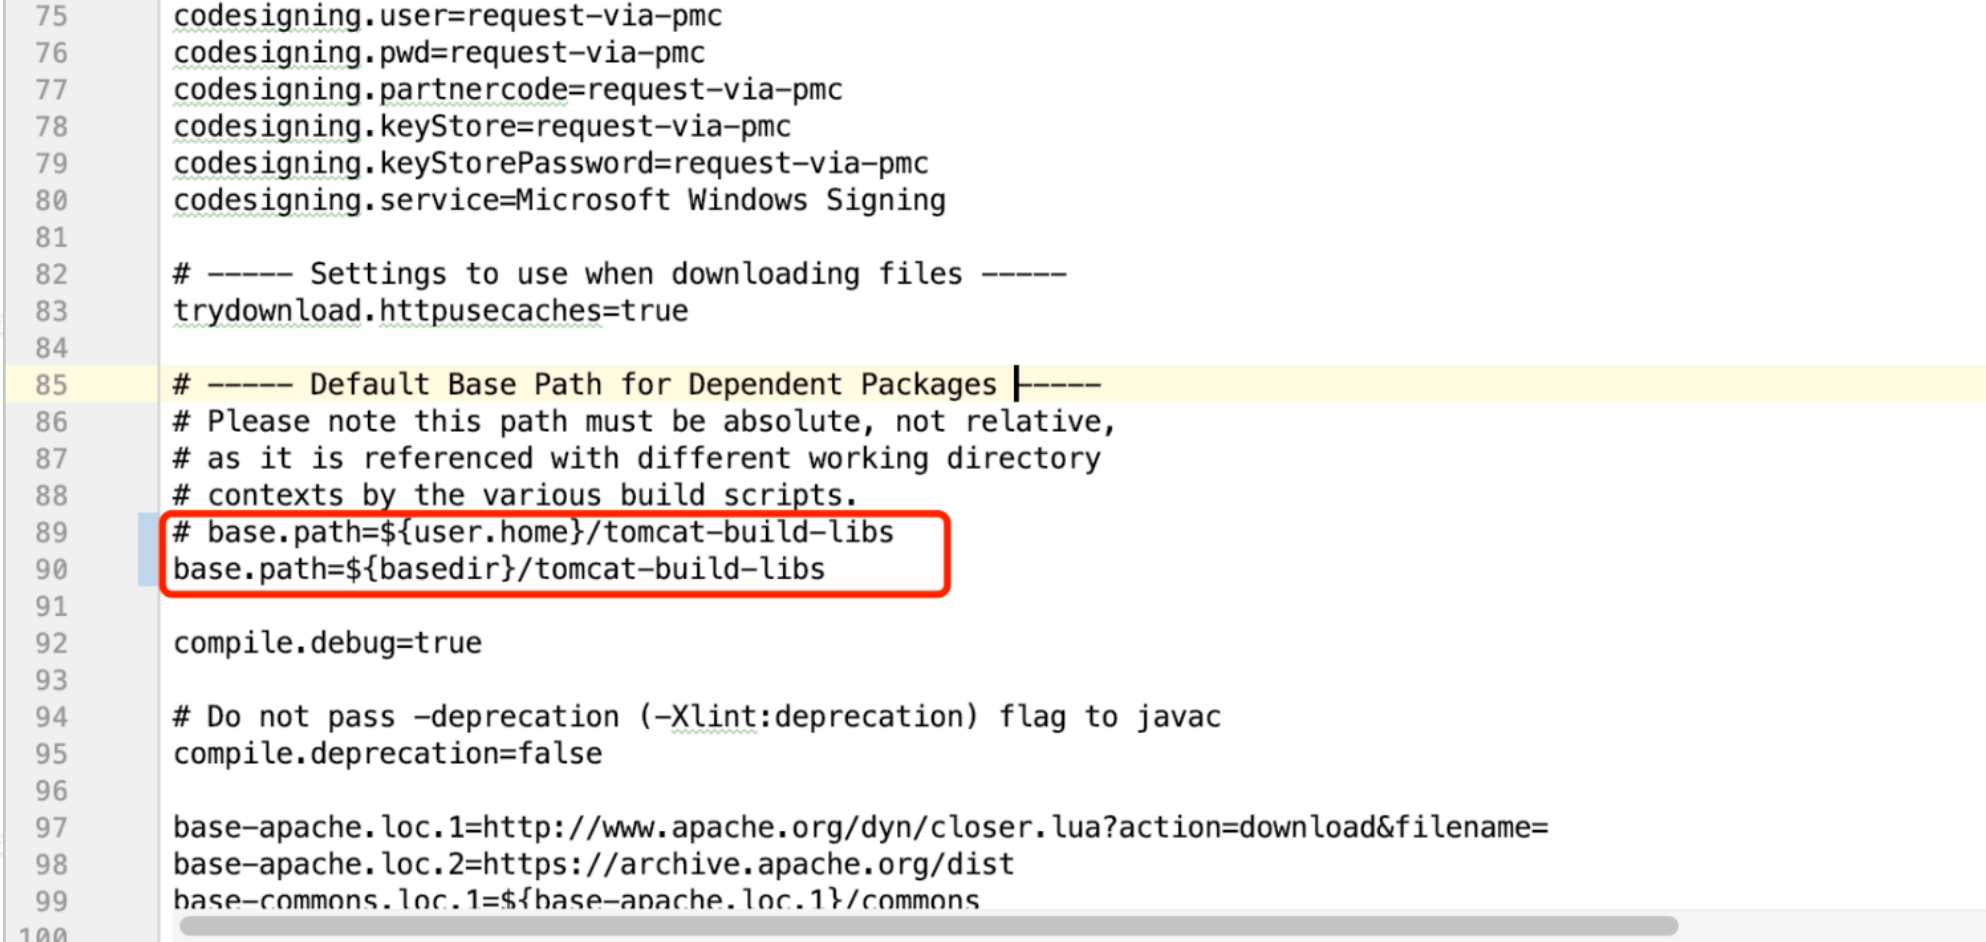 75 codesigning.user=request-via-pmc
76 codesigning.pwd=request-via-pmc
77 codesigning.partnercode=request-via-pmc
78 codesigning.keyStore=request-via-pmc
79 codesigning.keyStorePassword=request-via-pmc
80 codesigning.service=Microsoft Windows Signing
81
82 # ----- Settings to use when downloading files -----
83 trydownload.httpusecaches=true
84
85 # ----- Default Base Path for Dependent Packages -----
86 # Please note this path must be absolute, not relative,
87 # as it is referenced with different working directory
88 # contexts by the various build scripts.
89 # base.path=${user.home}/tomcat-build-libs
90 base.path=${basedir}/tomcat-build-libs
91
92 compile.debug=true
93
94 # Do not pass -deprecation (-Xlint:deprecation) flag to javac
95 compile.deprecation=false
96
97 base-apache.loc.1=http://www.apache.org/dyn/closer.lua?action=download&filename=
98 base-apache.loc.2=https://archive.apache.org/dist
99 base-commons.loc.1=${base-apache.loc.1}/commons
100